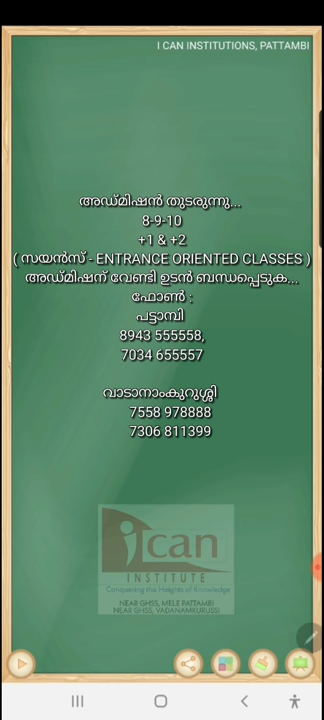 I CAN INSTITUTIONS, PATTAMBI
അഡ്മിഷൻ തുടരുന്നു...
8-9-10
+1 & +2
( സയൻസ് - ENTRANCE ORIENTED CLASSES )
അഡ്മിഷന് വേണ്ടി ഉടൻ ബന്ധപ്പെടുക...
ഫോൺ :
പട്ടാമ്പി
8943 555558,
7034 655557
വാടാനാംകുറുശ്ശി
7558 978888
7306 811399
ican
INSTITUTE
Conquering the Heights of Knowledge
NEAR GHSS, MELE PATTAMBI
NEAR GHSS, VADANAMKURUSSI